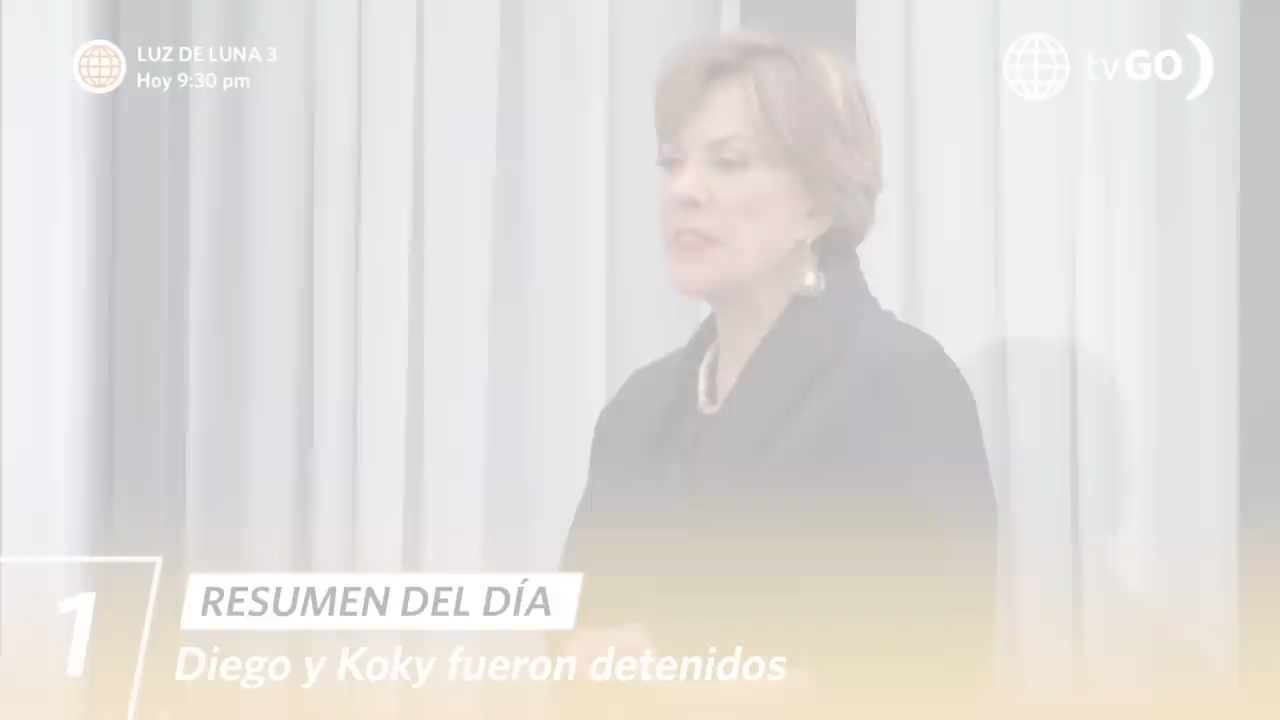 LUZ DE LUNA 3
Hoy 9:30 pm
tvGO
1
RESUMEN DEL DÍA
Diego y Koky fueron detenidos